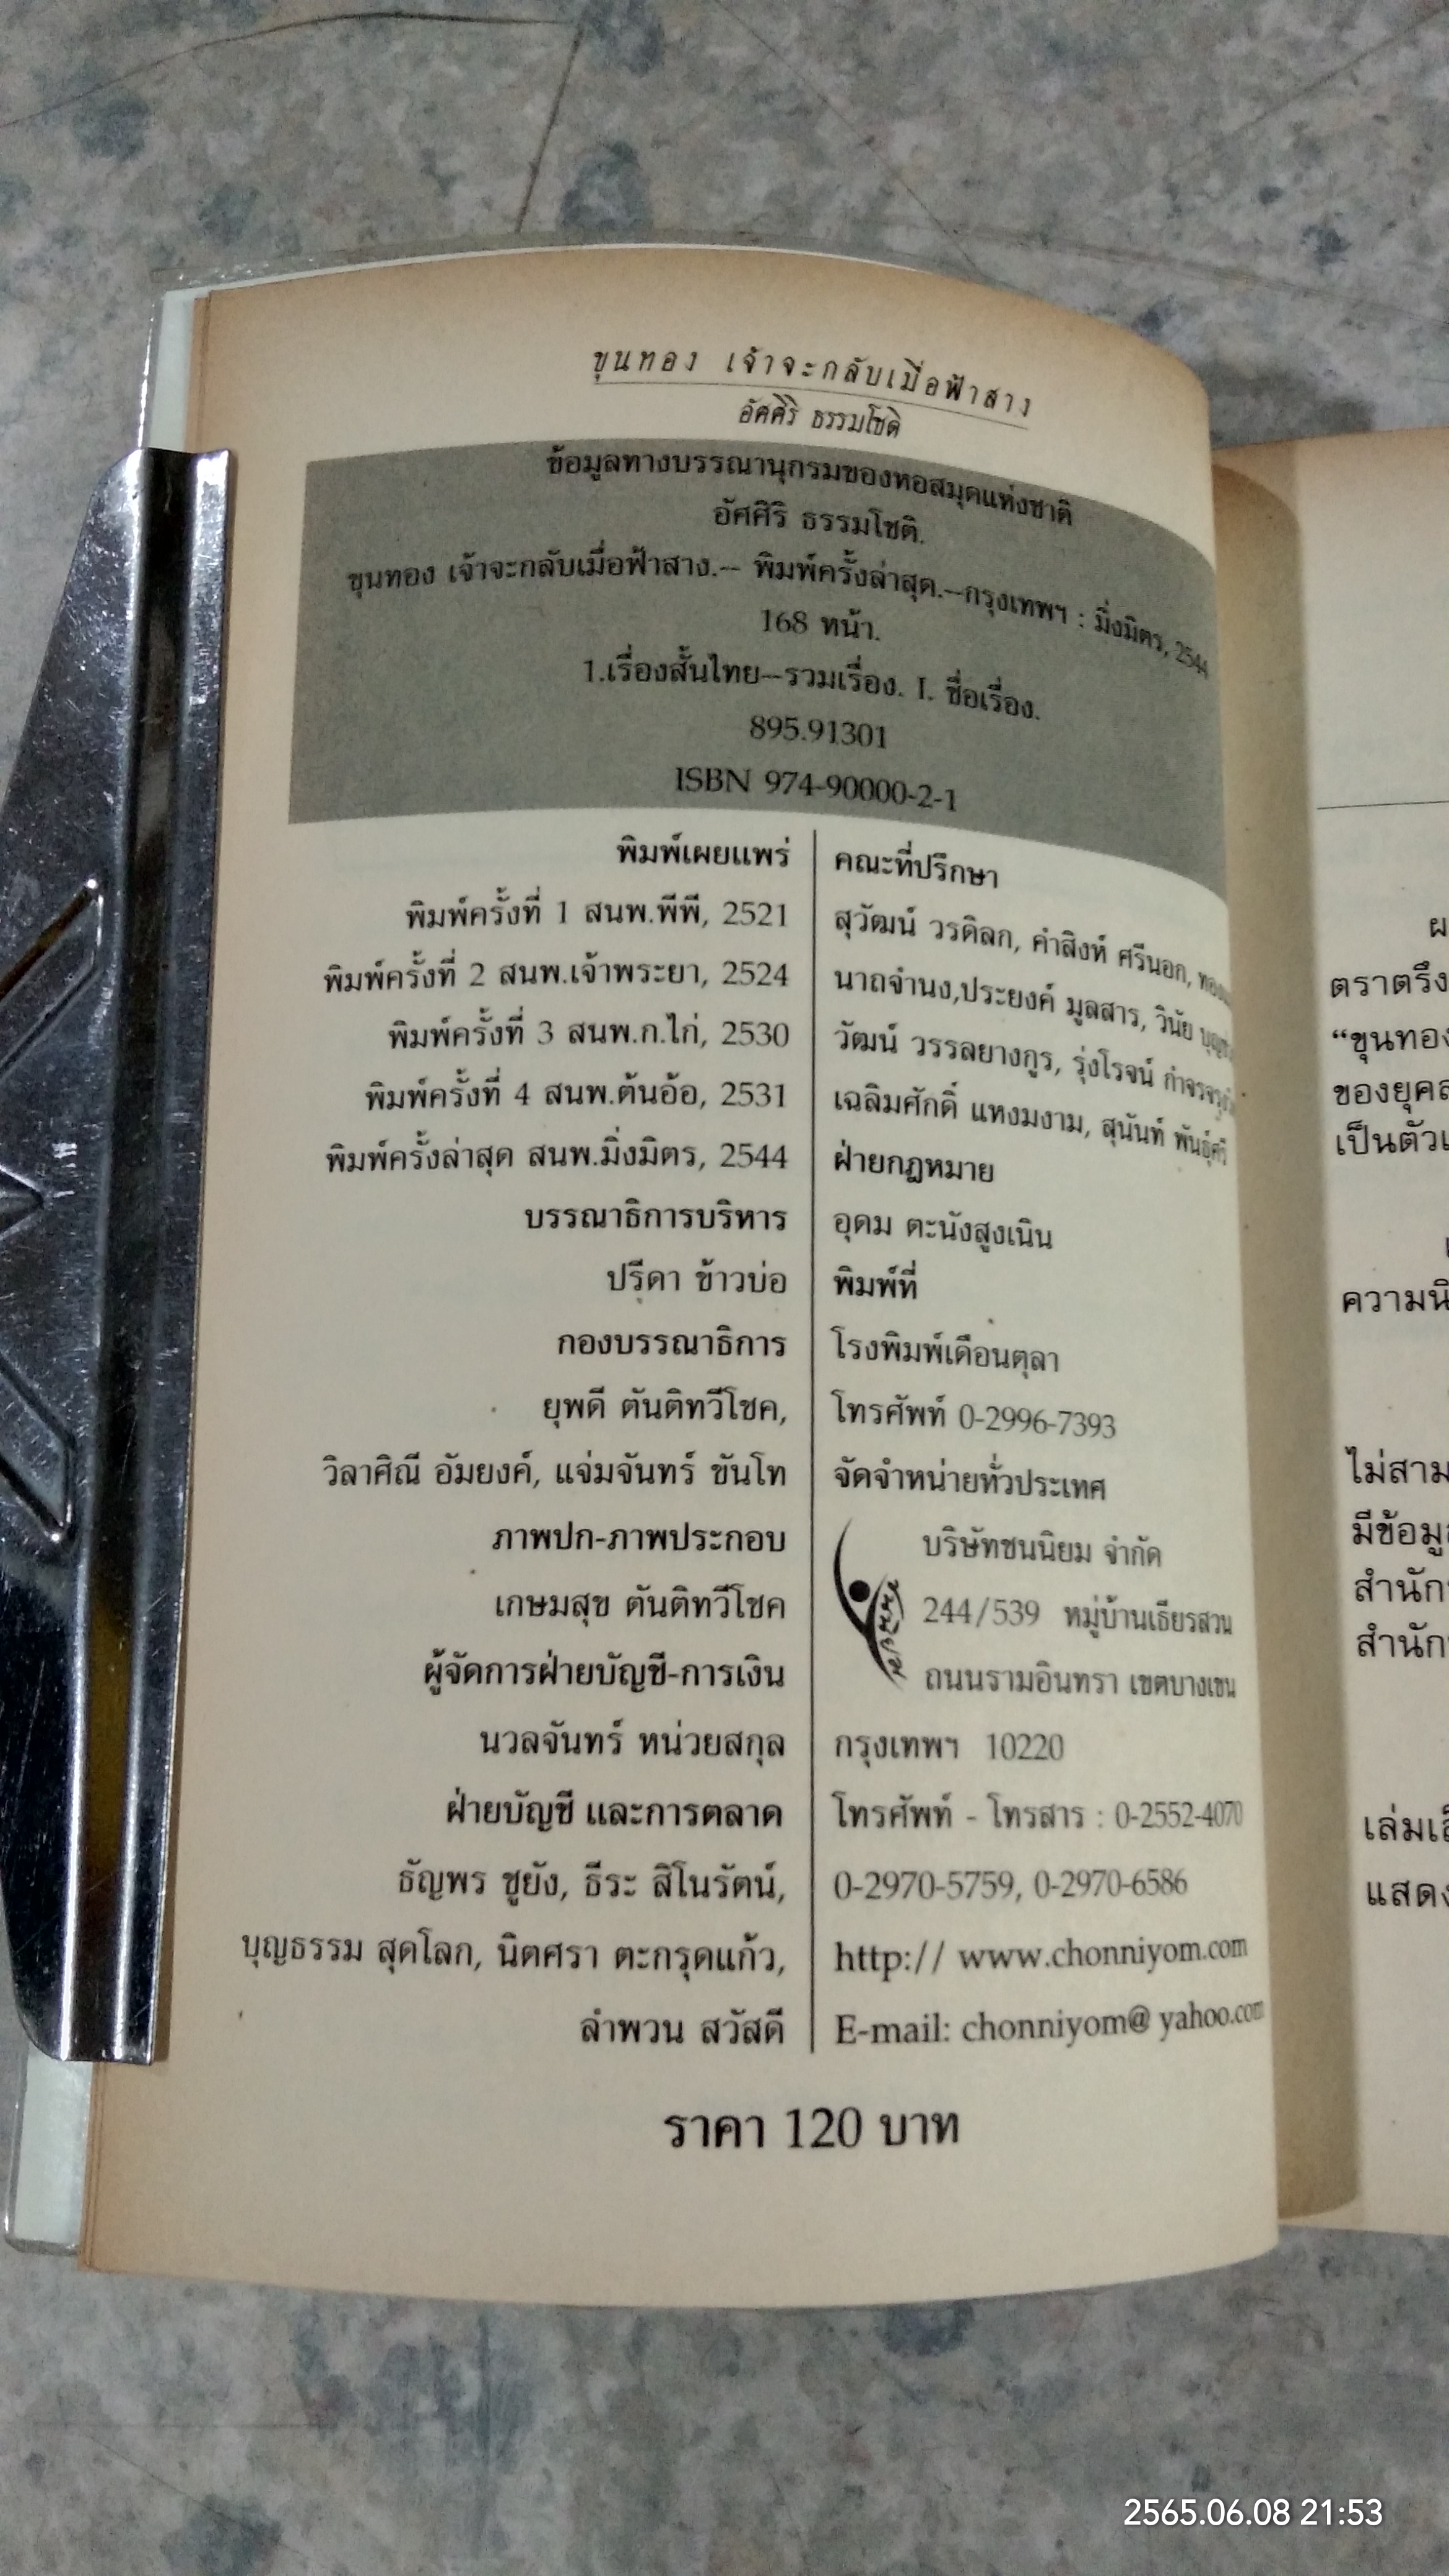 ขุนทอง เจ้าจะกลับเมื่อฟ้าสาง
อัศศิริ ธรรมโชติ
ข้อมูลทางบรรณานุกรมของหอสมุดแห่งชาติ
อัศศิริ ธรรมโชติ.
ขุนทอง เจ้าจะกลับเมื่อฟ้าสาง.-- พิมพ์ครั้งล่าสุด.--กรุงเทพฯ : มิ่งมิตร, 2544
168 หน้า.
1.เรื่องสั้นไทย--รวมเรื่อง. I. ชื่อเรื่อง.
895.91301
ISBN 974-90000-2-1
พิมพ์เผยแพร่
พิมพ์ครั้งที่ 1 สนพ.พีพี, 2521
พิมพ์ครั้งที่ 2 สนพ.เจ้าพระยา, 2524
พิมพ์ครั้งที่ 3 สนพ.ก.ไก่, 2530
พิมพ์ครั้งที่ 4 สนพ.ต้นอ้อ, 2531
พิมพ์ครั้งล่าสุด สนพ.มิ่งมิตร, 2544
บรรณาธิการบริหาร
ปรีดา ข้าวบ่อ
กองบรรณาธิการ
ยุพดี ตันติทวีโชค,
วิลาศิณี อัมยงค์, แจ่มจันทร์ ขันโท
ภาพปก-ภาพประกอบ
เกษมสุข ตันติทวีโชค
ผู้จัดการฝ่ายบัญชี-การเงิน
นวลจันทร์ หน่วยสกุล
ฝ่ายบัญชี และการตลาด
ธัญพร ชูยัง, ธีระ สิโนรัตน์,
บุญธรรม สุดโลก, นิตศรา ตะกรุดแก้ว,
ลำพวน สวัสดี
คณะที่ปรึกษา
สุวัฒน์ วรดิลก, คำสิงห์ ศรีนอก,
นาถจำนง,ประยงค์ มูลสาร, วินัย
วัฒน์ วรรลยางกูร, รุ่งโรจน์
เฉลิมศักดิ์ แหงมงาม, สุนันท์ พันธุ์ศรี
ฝ่ายกฎหมาย
อุดม ตะนังสูงเนิน
พิมพ์ที่
โรงพิมพ์เดือนตุลา
โทรศัพท์ 0-2996-7393
จัดจำหน่ายทั่วประเทศ
บริษัทชนนิยม จำกัด
244/539 หมู่บ้านเธียรสวน
ถนนรามอินทรา เขตบางเขน
กรุงเทพฯ 10220
โทรศัพท์ - โทรสาร : 0-2552-4070
0-2970-5759, 0-2970-6586
http:// www.chonniyom.com
E-mail: chonniyom@ yahoo.com
ราคา 120 บาท
ตราตรึง
“ขุนทอง
เป็นตัว
ไม่สาม
แสดง
2565.06.08 21:53